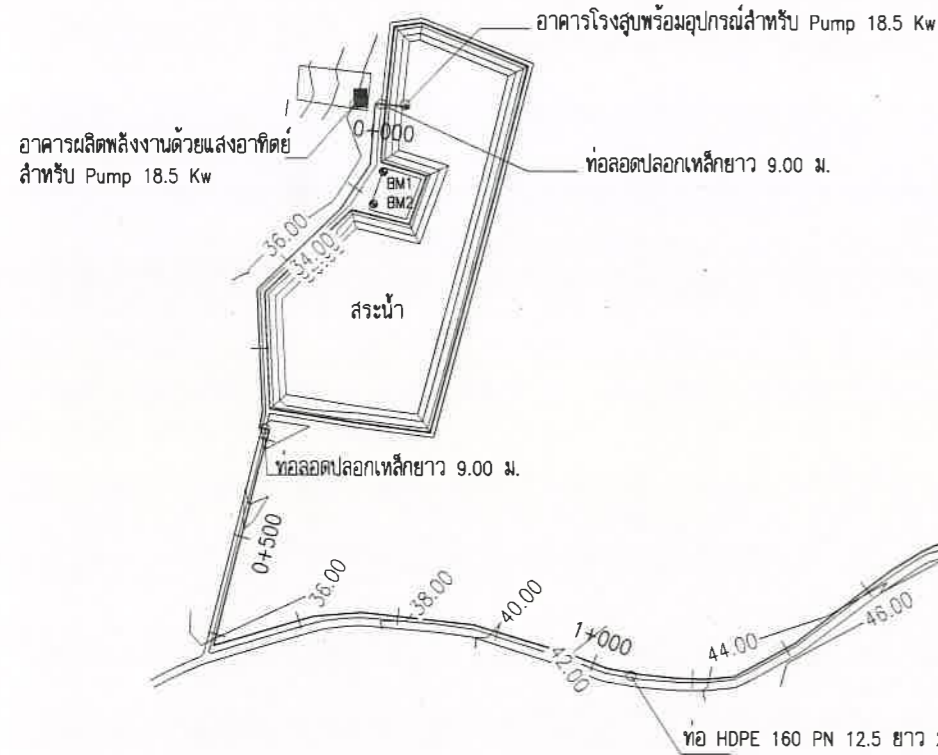 อาคารโรงสูบพร้อมอุปกรณ์สำหรับ Pump 18.5 Kw
0+000
อาคารผลิตพลังงานด้วยแสงอาทิตย์
สำหรับ Pump 18.5 Kw
ท่อลอดปลอกเหล็กยาว 9.00 ม.
BM1
BM2
36.00
34.00
สระน้ำ
ท่อลอดปลอกเหล็กยาว 9.00 ม.
0+500
36.00
38.00
40.00
1+000
42.00
44.00
46.00
ท่อ HDPE 160 PN 12.5 ยาว